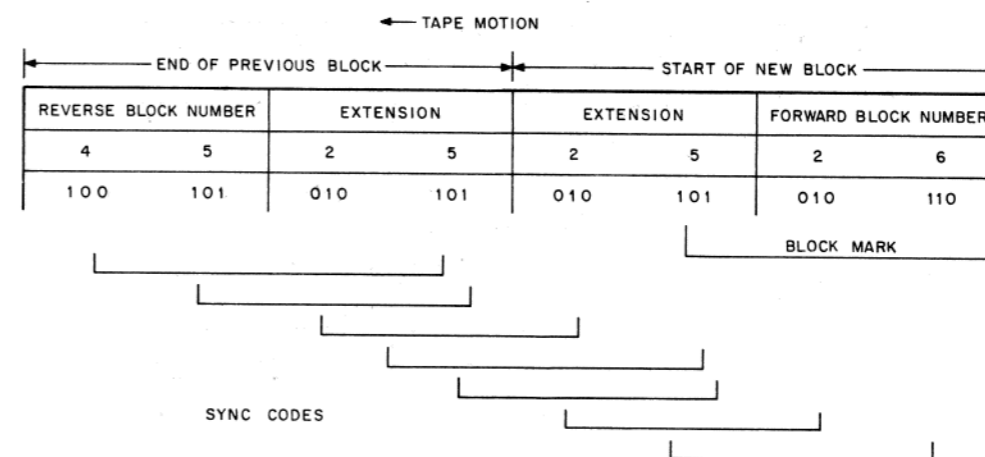 TAPE MOTION
END OF PREVIOUS BLOCK START OF NEW BLOCK
REVERSE BLOCK NUMBER EXTENSION EXTENSION FORWARD BLOCK NUMBER
4 5 2 5 2 5 2 6
100 101 010 101 010 101 010 110
BLOCK MARK
SYNC CODES